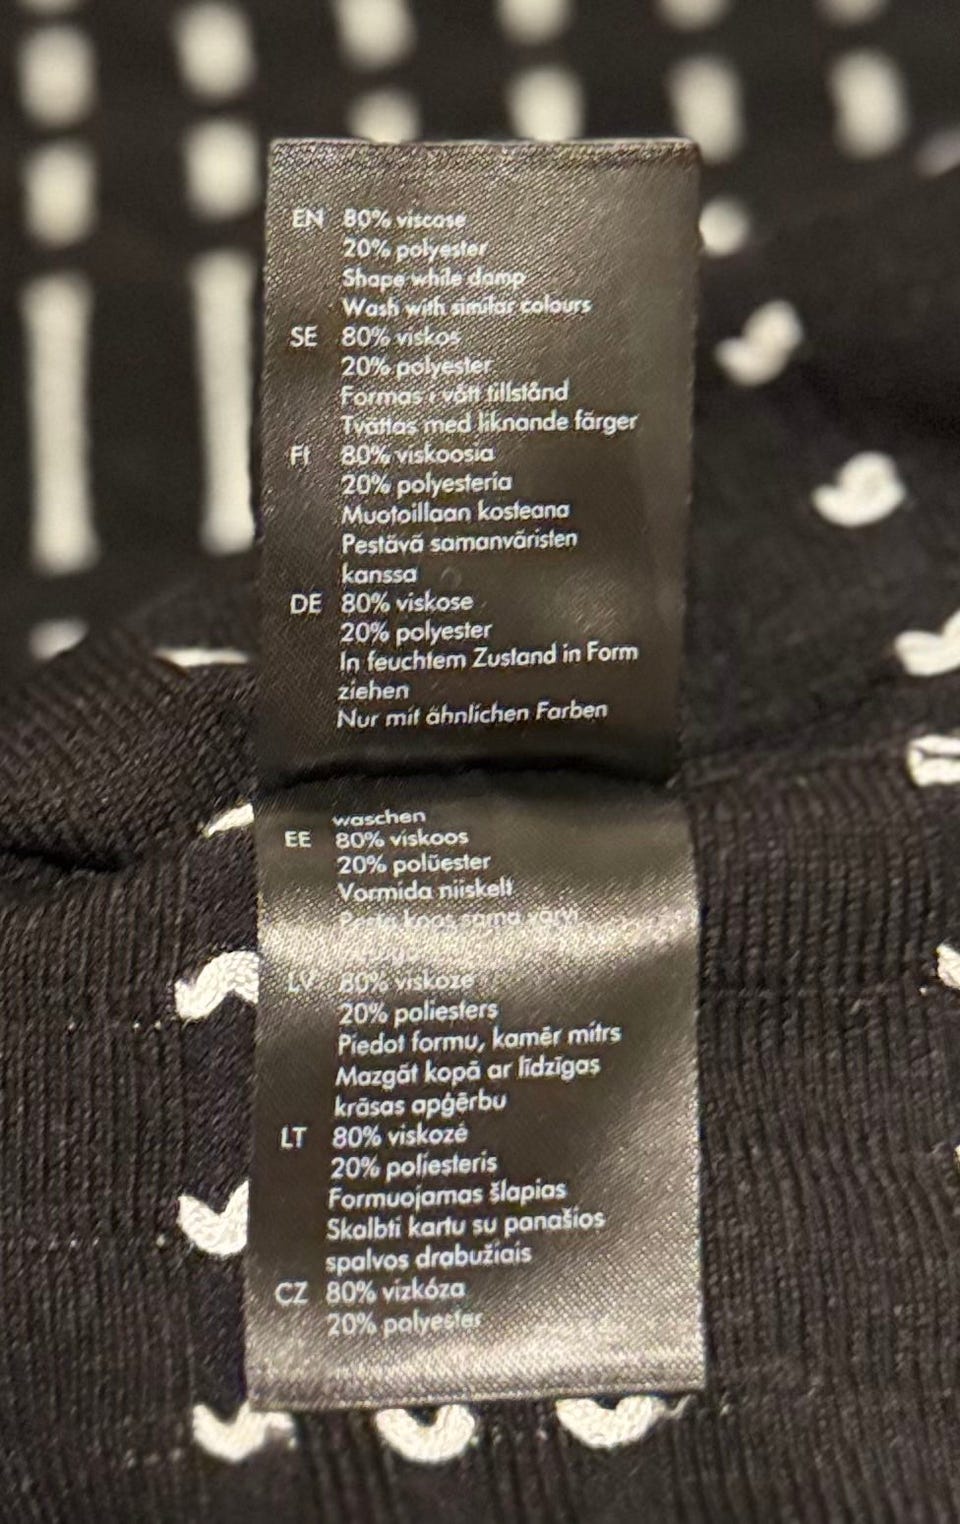 EN 80% viscose
20% polyester
Shape while damp
Wash with similar colours
SE 80% viskos
20% polyester
Formas i vått tillstånd
Tvättas med liknande färger
FI 80% viskoosia
20% polyesteria
Muotoillaan kosteana
Pestävä samanväristen
kanssa
DE 80% viskose
20% polyester
In feuchtem Zustand in Form
ziehen
Nur mit ähnlichen Farben
waschen
EE 80% viskoos
20% polüester
Vormida niiskelt
Pesta koos sama värvi
LV 80% viskoze
20% poliesters
Piedot formu, kamēr mitrs
Mazgāt kopā ar līdzīgas
krāsas apģērbu
LT 80% viskozė
20% poliesteris
Formuojamas šlapias
Skalbti kartu su panašios
spalvos drabužiais
CZ 80% vizkóza
20% polyester